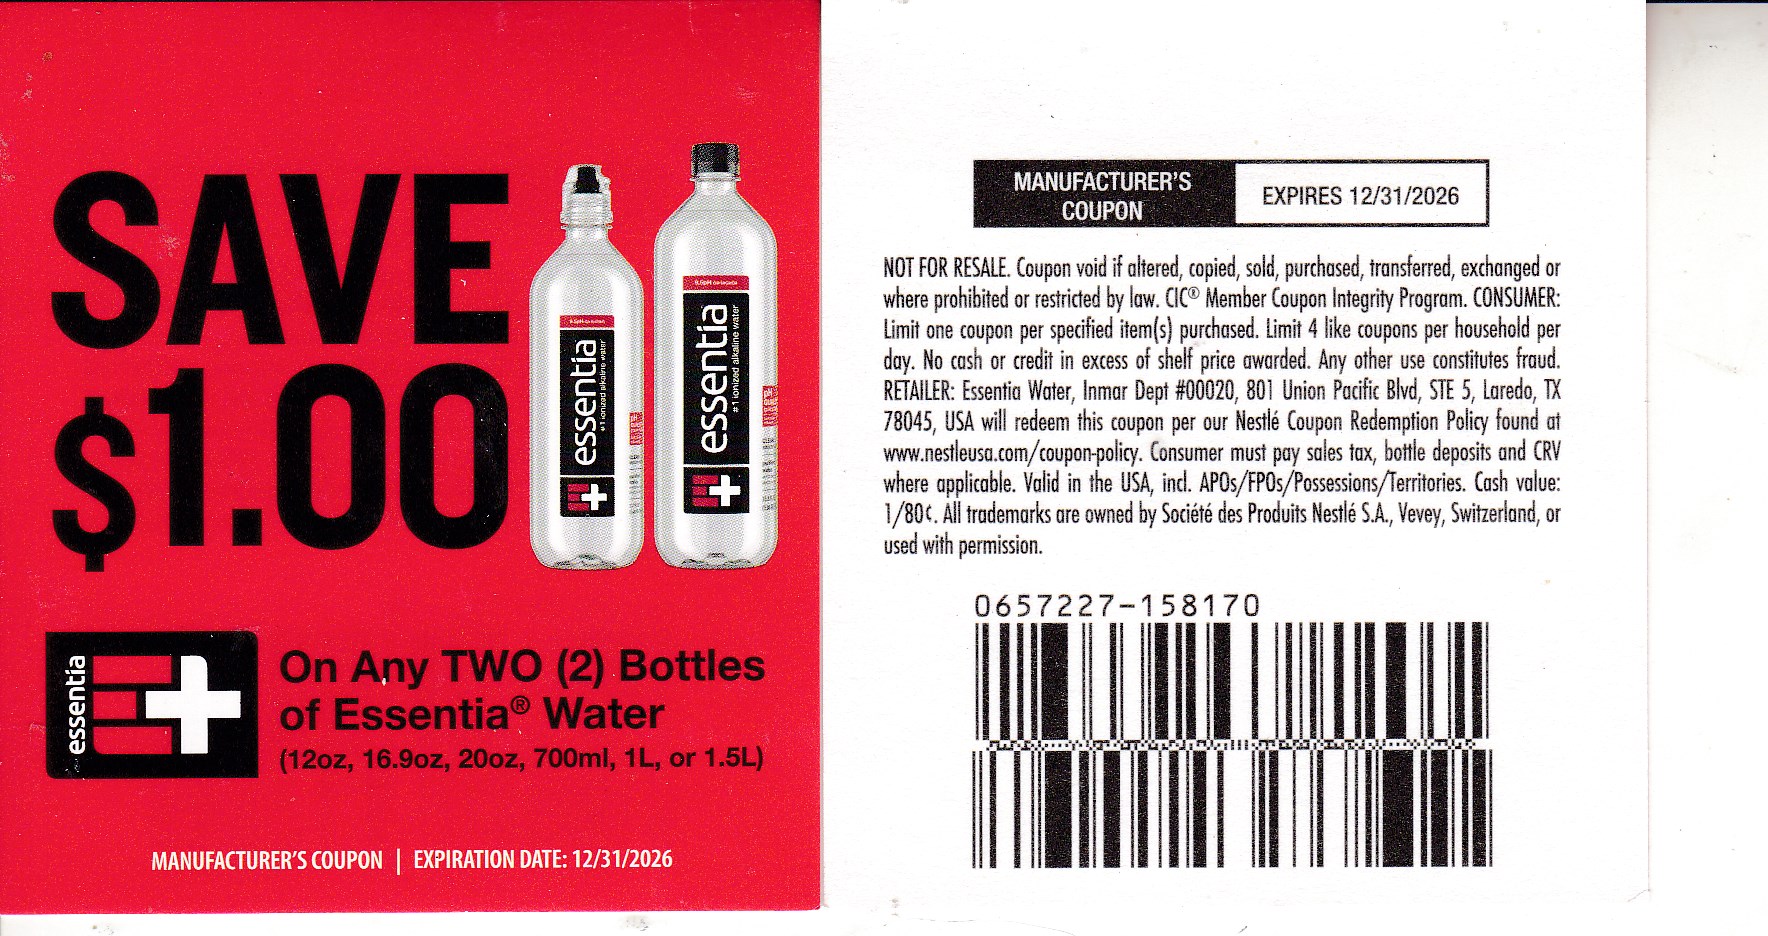 SAVE
$1.00
9.5pH or higher
essentia
#1 ionized alkaline water
essentia
#1 ionized alkaline water
essentia
On Any TWO (2) Bottles
of Essentia® Water
(12oz, 16.9oz, 20oz, 700ml, 1L, or 1.5L)
MANUFACTURER'S COUPON | EXPIRATION DATE: 12/31/2026
MANUFACTURER'S
COUPON
EXPIRES 12/31/2026
NOT FOR RESALE. Coupon void if altered, copied, sold, purchased, transferred, exchanged or
where prohibited or restricted by law. CIC® Member Coupon Integrity Program. CONSUMER:
Limit one coupon per specified item(s) purchased. Limit 4 like coupons per household per
day. No cash or credit in excess of shelf price awarded. Any other use constitutes fraud.
RETAILER: Essentia Water, Inmar Dept #00020, 801 Union Pacific Blvd, STE 5, Laredo, TX
78045, USA will redeem this coupon per our Nestlé Coupon Redemption Policy found at
www.nestleusa.com/coupon-policy. Consumer must pay sales tax, bottle deposits and CRV
where applicable. Valid in the USA, incl. APOs/FPOs/Possessions/Territories. Cash value:
1/80¢. All trademarks are owned by Société des Produits Nestlé S.A., Vevey, Switzerland, or
used with permission.
0657227-158170